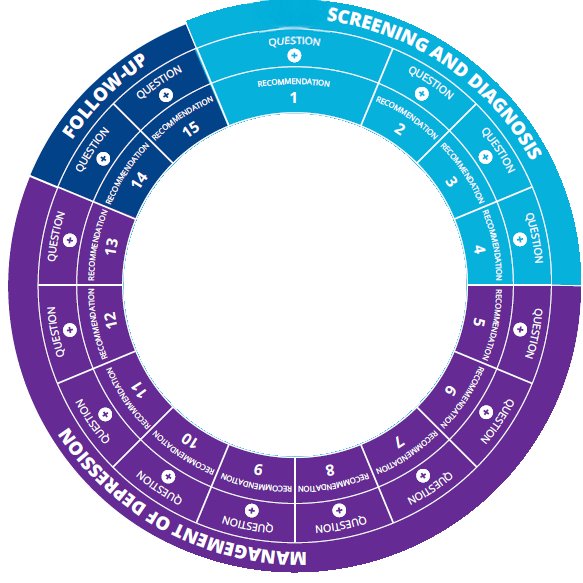 SCREENING AND DIAGNOSIS
QUESTION
RECOMMENDATION
1
QUESTION
RECOMMENDATION
2
QUESTION
RECOMMENDATION
3
QUESTION
RECOMMENDATION
4
MANAGEMENT OF DEPRESSION
QUESTION
RECOMMENDATION
5
QUESTION
RECOMMENDATION
6
QUESTION
RECOMMENDATION
7
QUESTION
RECOMMENDATION
8
QUESTION
RECOMMENDATION
9
QUESTION
RECOMMENDATION
10
QUESTION
RECOMMENDATION
11
QUESTION
RECOMMENDATION
12
QUESTION
RECOMMENDATION
13
FOLLOW-UP
QUESTION
RECOMMENDATION
14
QUESTION
RECOMMENDATION
15